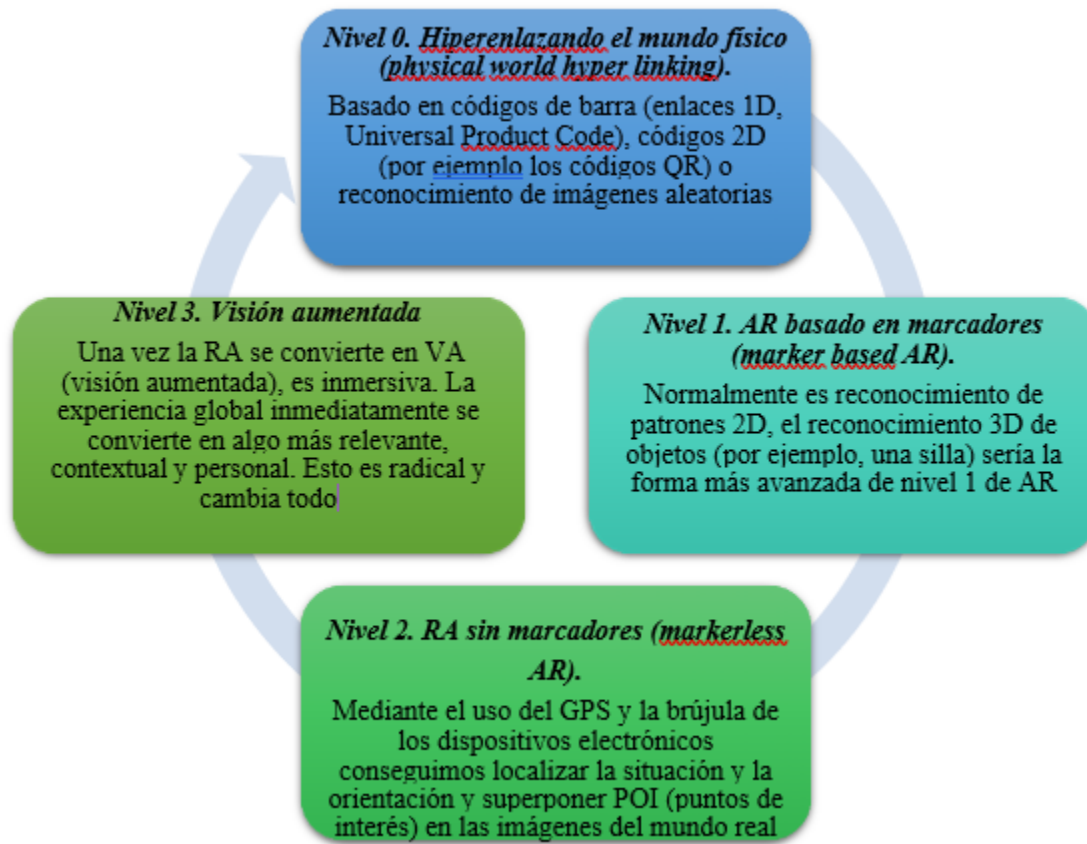 Nivel 0. Hiperenlazando el mundo físico
(physical world hyper linking).
Basado en códigos de barra (enlaces 1D,
Universal Product Code), códigos 2D
(por ejemplo los códigos QR) o
reconocimiento de imágenes aleatorias
Nivel 1. AR basado en marcadores
(marker based AR).
Normalmente es reconocimiento de
patrones 2D, el reconocimiento 3D de
objetos (por ejemplo, una silla) sería la
forma más avanzada de nivel 1 de AR
Nivel 2. RA sin marcadores (markerless
AR).
Mediante el uso del GPS y la brújula de
los dispositivos electrónicos
conseguimos localizar la situación y la
orientación y superponer POI (puntos de
interés) en las imágenes del mundo real
Nivel 3. Visión aumentada
Una vez la RA se convierte en VA
(visión aumentada), es inmersiva. La
experiencia global inmediatamente se
convierte en algo más relevante,
contextual y personal. Esto es radical y
cambia todo